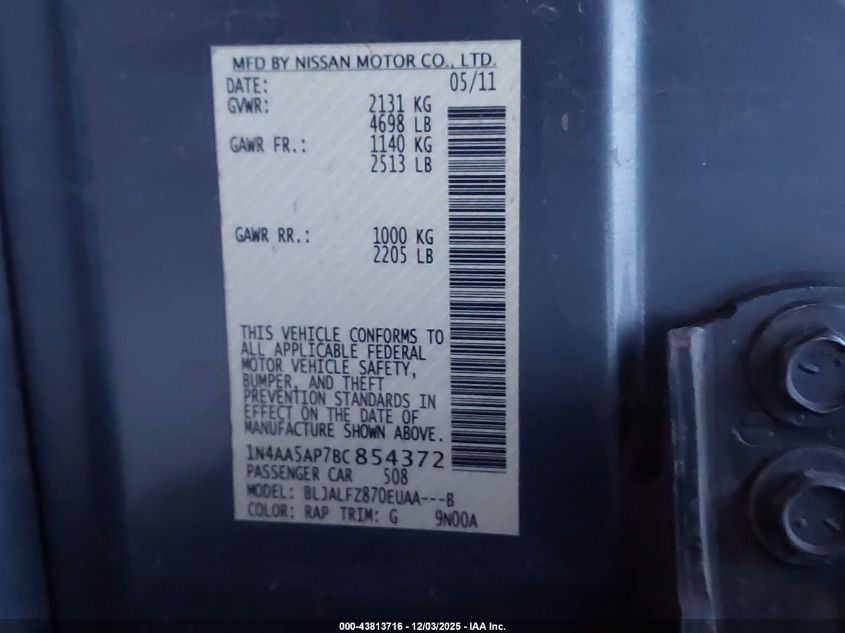 MFD BY NISSAN MOTOR CO., LTD.
DATE: 05/11
GVWR: 2131 KG
4698 LB
GAWR FR.: 1140 KG
2513 LB
GAWR RR.: 1000 KG
2205 LB
THIS VEHICLE CONFORMS TO
ALL APPLICABLE FEDERAL
MOTOR VEHICLE SAFETY,
BUMPER, AND THEFT
PREVENTION STANDARDS IN
EFFECT ON THE DATE OF
MANUFACTURE SHOWN ABOVE.
1N4AA5AP7BC854372
PASSENGER CAR 508
MODEL: BLJALFZ870EUAA---B
COLOR: RAP TRIM: G 9N00A
000-43813716 - 12/03/2025 - IAA Inc.